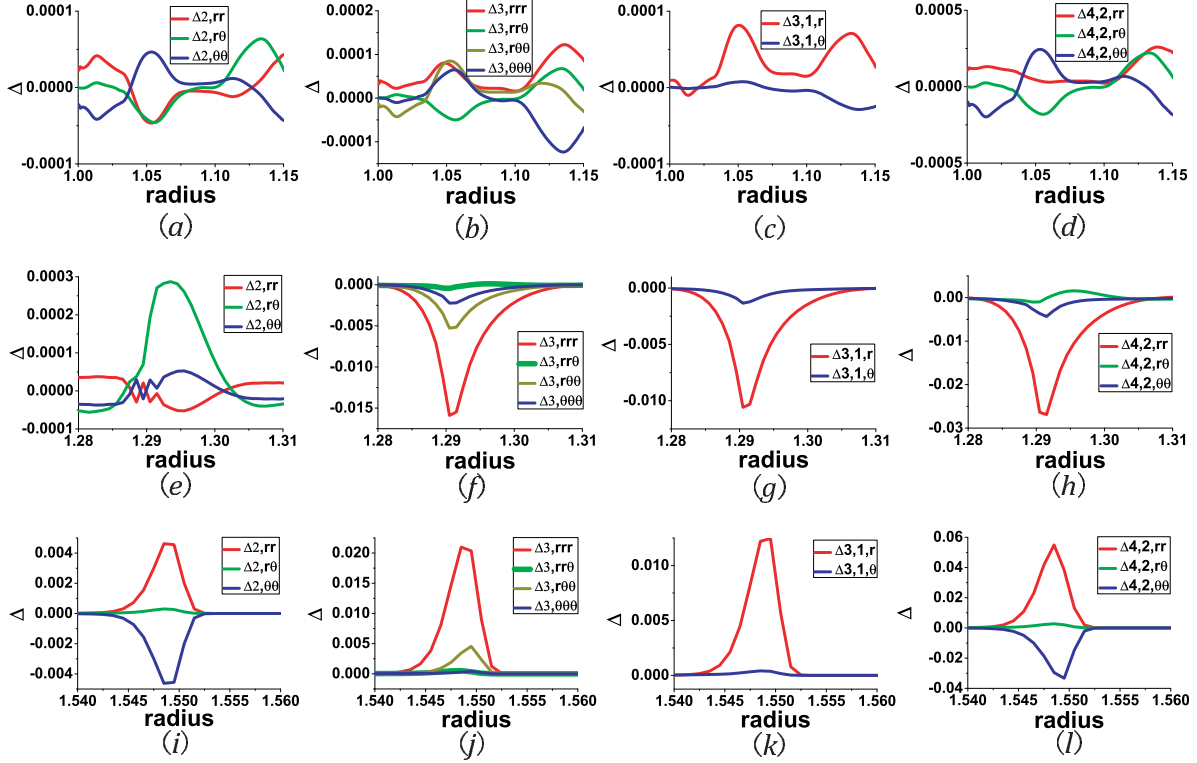 0.0001
0.0000
-0.0001
Δ
Δ2,rr
Δ2,rθ
Δ2,θθ
1.00 1.05 1.10 1.15
radius
(a)
0.0002
0.0001
0.0000
-0.0001
Δ
Δ3,rrr
Δ3,rrθ
Δ3,rθθ
Δ3,θθθ
1.00 1.05 1.10 1.15
radius
(b)
0.0001
0.0000
-0.0001
Δ
Δ3,1,r
Δ3,1,θ
1.00 1.05 1.10 1.15
radius
(c)
0.0005
0.0000
-0.0005
Δ
Δ4,2,rr
Δ4,2,rθ
Δ4,2,θθ
1.00 1.05 1.10 1.15
radius
(d)
0.0003
0.0002
0.0001
0.0000
-0.0001
Δ
Δ2,rr
Δ2,rθ
Δ2,θθ
1.28 1.29 1.30 1.31
radius
(e)
0.000
-0.005
-0.010
-0.015
Δ
Δ3,rrr
Δ3,rrθ
Δ3,rθθ
Δ3,θθθ
1.28 1.29 1.30 1.31
radius
(f)
0.000
-0.005
-0.010
Δ
Δ3,1,r
Δ3,1,θ
1.28 1.29 1.30 1.31
radius
(g)
0.00
-0.01
-0.02
-0.03
Δ
Δ4,2,rr
Δ4,2,rθ
Δ4,2,θθ
1.28 1.29 1.30 1.31
radius
(h)
0.004
0.002
0.000
-0.002
-0.004
Δ
Δ2,rr
Δ2,rθ
Δ2,θθ
1.540 1.545 1.550 1.555 1.560
radius
(i)
0.020
0.015
0.010
0.005
0.000
Δ
Δ3,rrr
Δ3,rrθ
Δ3,rθθ
Δ3,θθθ
1.540 1.545 1.550 1.555 1.560
radius
(j)
0.010
0.005
0.000
Δ
Δ3,1,r
Δ3,1,θ
1.540 1.545 1.550 1.555 1.560
radius
(k)
0.06
0.04
0.02
0.00
-0.02
-0.04
Δ
Δ4,2,rr
Δ4,2,rθ
Δ4,2,θθ
1.540 1.545 1.550 1.555 1.560
radius
(l)